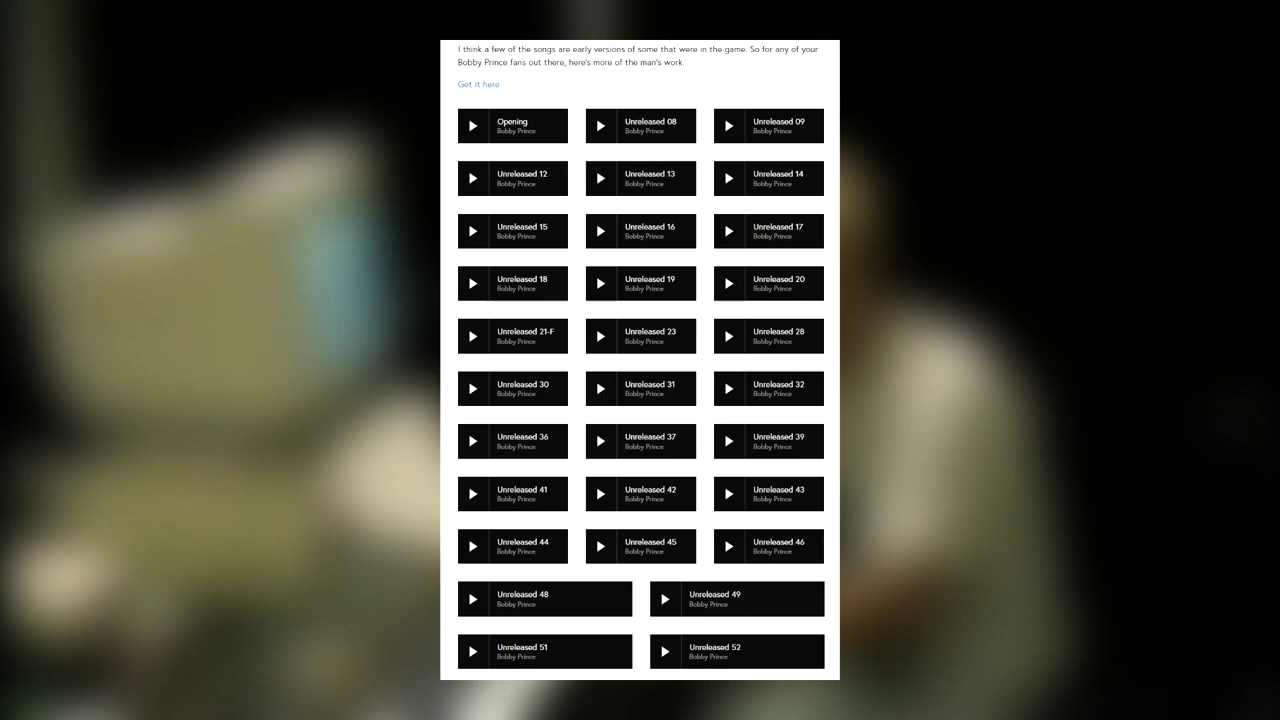 I think a few of the songs are early versions of some that were in the game. So for any of your
Bobby Prince fans out there, here's more of the man's work.
Get it here
Opening
Bobby Prince
Unreleased 08
Bobby Prince
Unreleased 09
Bobby Prince
Unreleased 12
Bobby Prince
Unreleased 13
Bobby Prince
Unreleased 14
Bobby Prince
Unreleased 15
Bobby Prince
Unreleased 16
Bobby Prince
Unreleased 17
Bobby Prince
Unreleased 18
Bobby Prince
Unreleased 19
Bobby Prince
Unreleased 20
Bobby Prince
Unreleased 21-F
Bobby Prince
Unreleased 23
Bobby Prince
Unreleased 28
Bobby Prince
Unreleased 30
Bobby Prince
Unreleased 31
Bobby Prince
Unreleased 32
Bobby Prince
Unreleased 36
Bobby Prince
Unreleased 37
Bobby Prince
Unreleased 39
Bobby Prince
Unreleased 41
Bobby Prince
Unreleased 42
Bobby Prince
Unreleased 43
Bobby Prince
Unreleased 44
Bobby Prince
Unreleased 45
Bobby Prince
Unreleased 46
Bobby Prince
Unreleased 48
Bobby Prince
Unreleased 49
Bobby Prince
Unreleased 51
Bobby Prince
Unreleased 52
Bobby Prince